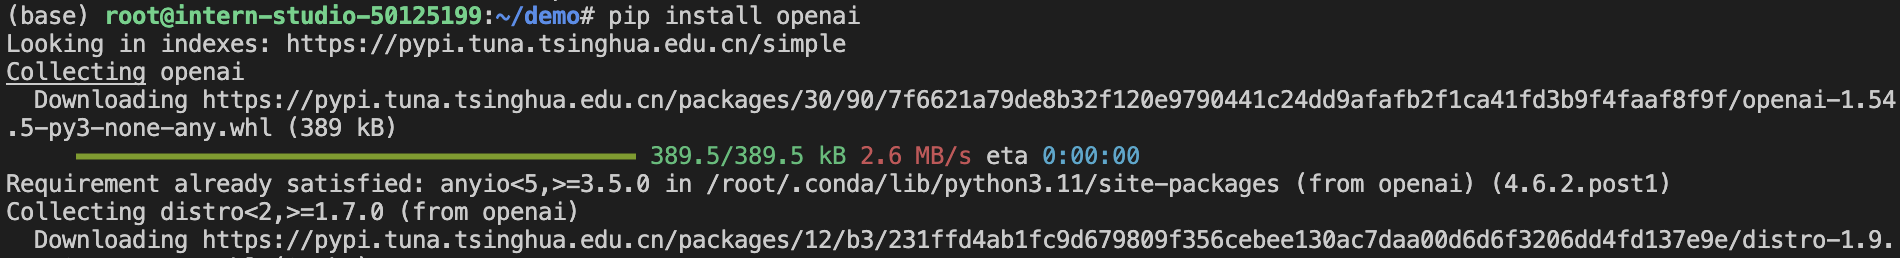 (base) root@intern-studio-50125199:~/demo# pip install openai
Looking in indexes: https://pypi.tuna.tsinghua.edu.cn/simple
Collecting openai
  Downloading https://pypi.tuna.tsinghua.edu.cn/packages/30/90/7f6621a79de8b32f120e9790441c24dd9afafb2f1ca41fd3b9f4faaf8f9f/openai-1.54
.5-py3-none-any.whl (389 kB)
389.5/389.5 kB 2.6 MB/s eta 0:00:00
Requirement already satisfied: anyio<5,>=3.5.0 in /root/.conda/lib/python3.11/site-packages (from openai) (4.6.2.post1)
Collecting distro<2,>=1.7.0 (from openai)
  Downloading https://pypi.tuna.tsinghua.edu.cn/packages/12/b3/231ffd4ab1fc9d679809f356cebee130ac7daa00d6d6f3206dd4fd137e9e/distro-1.9.